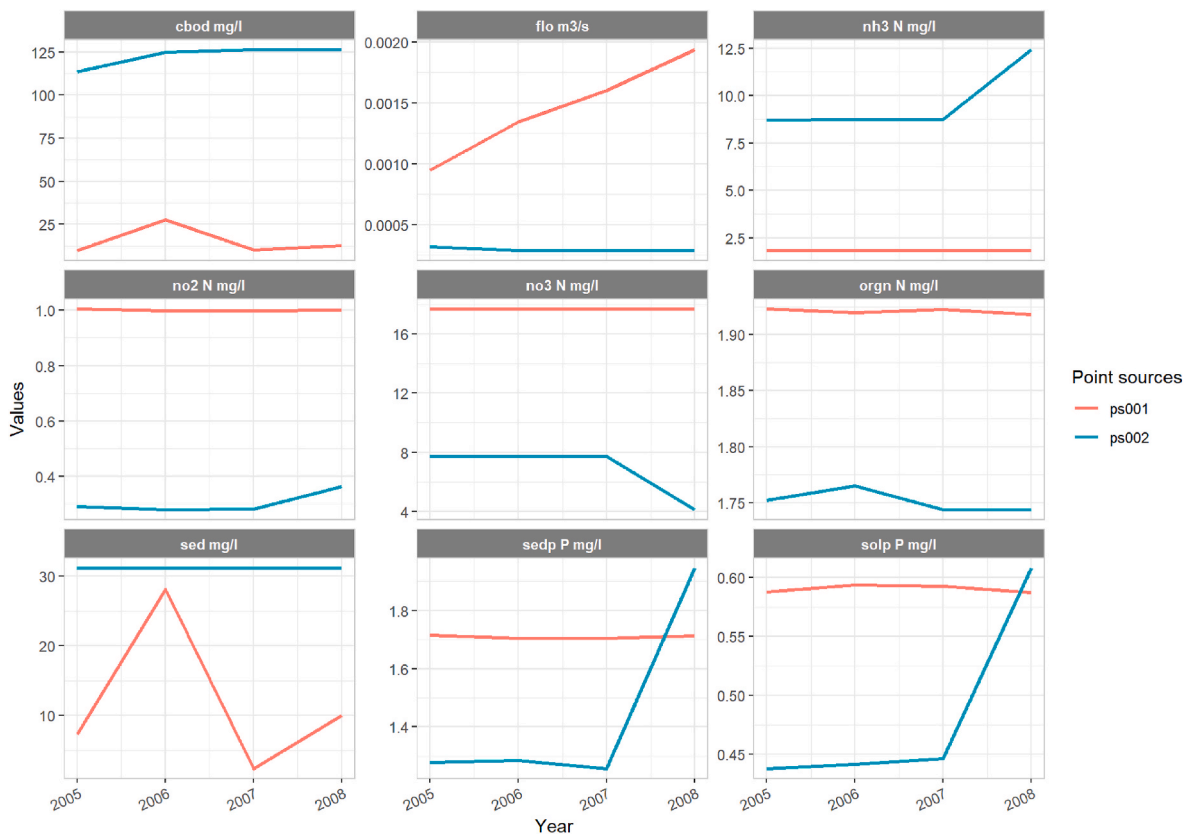 cbod mg/l
flo m3/s
nh3 N mg/l
125
100
75
50
25
0.0020
0.0015
0.0010
0.0005
12.5
10.0
7.5
5.0
2.5
no2 N mg/l
no3 N mg/l
orgn N mg/l
1.0
0.8
0.6
0.4
16
12
8
4
1.90
1.85
1.80
1.75
sed mg/l
sedp P mg/l
solp P mg/l
30
20
10
1.8
1.6
1.4
0.60
0.55
0.50
0.45
2005 2006 2007 2008
2005 2006 2007 2008
2005 2006 2007 2008
Values
Year
Point sources
ps001
ps002